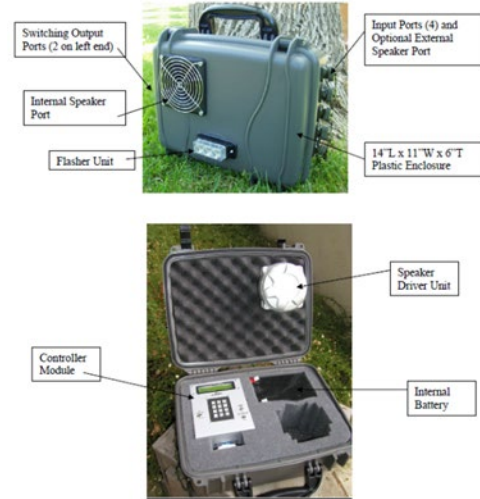 Switching Output
Ports (2 on left end)
Input Ports (4) and
Optional External
Speaker Port
Internal Speaker
Port
Flasher Unit
14"L x 11"W x 6"T
Plastic Enclosure
Speaker
Driver Unit
Controller
Module
Internal
Battery